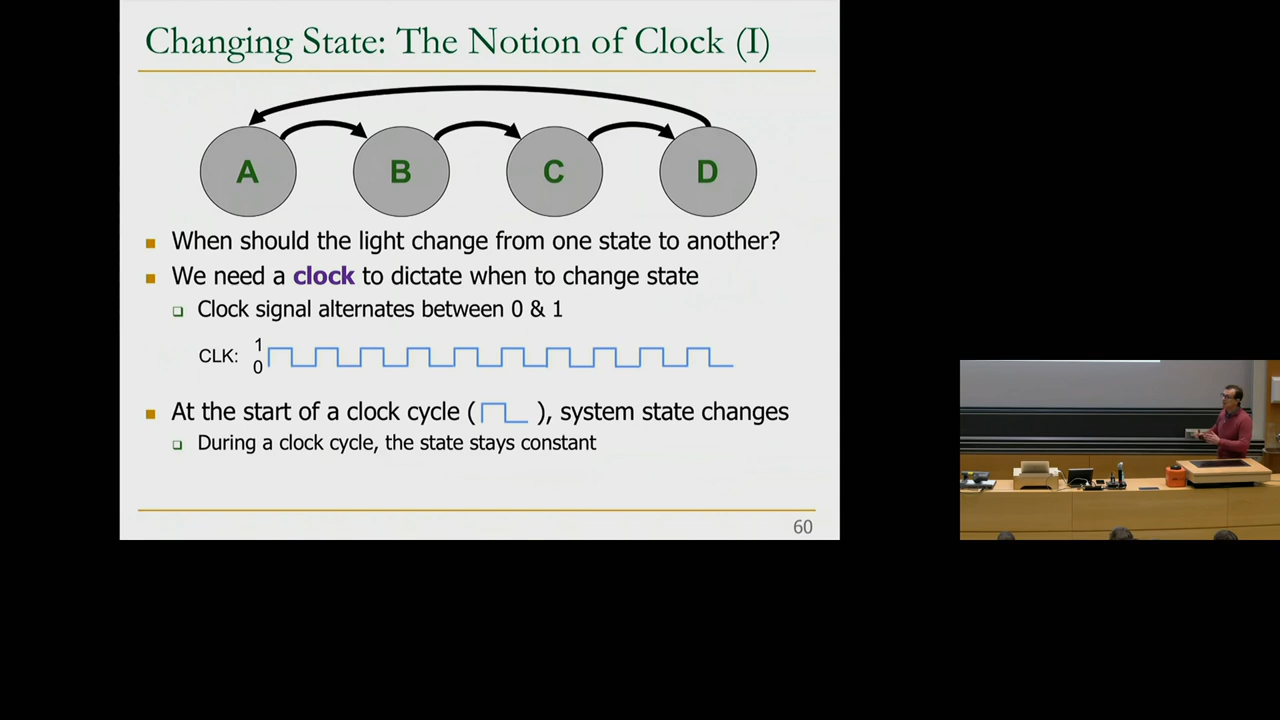 Changing State: The Notion of Clock (I)
A B C D
When should the light change from one state to another?
We need a clock to dictate when to change state
Clock signal alternates between 0 & 1
CLK: 1
0
At the start of a clock cycle ( ), system state changes
During a clock cycle, the state stays constant
60